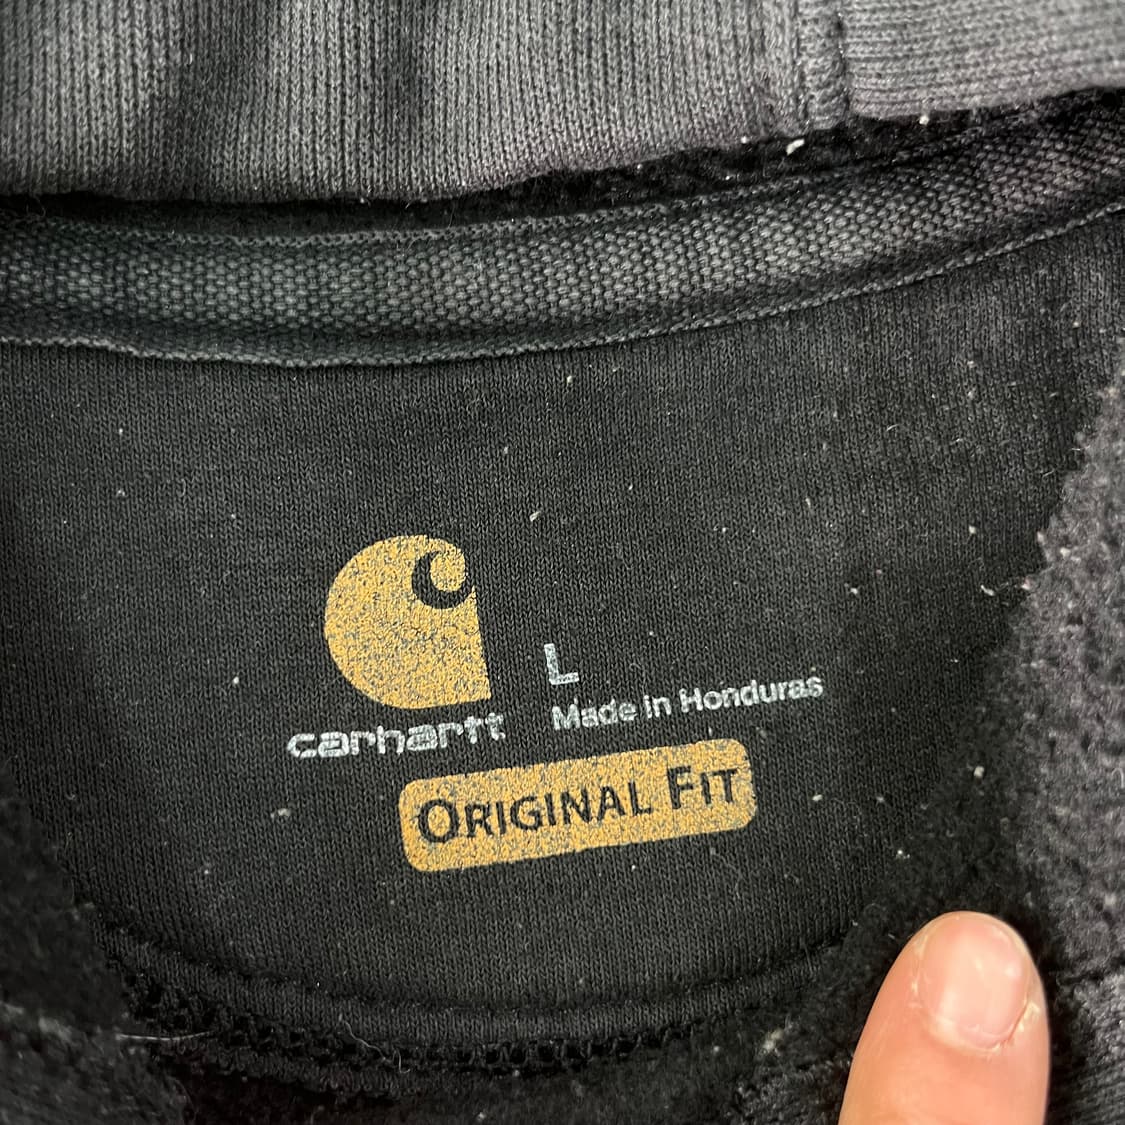 L
Made in Honduras
carhartt
ORIGINAL FIT